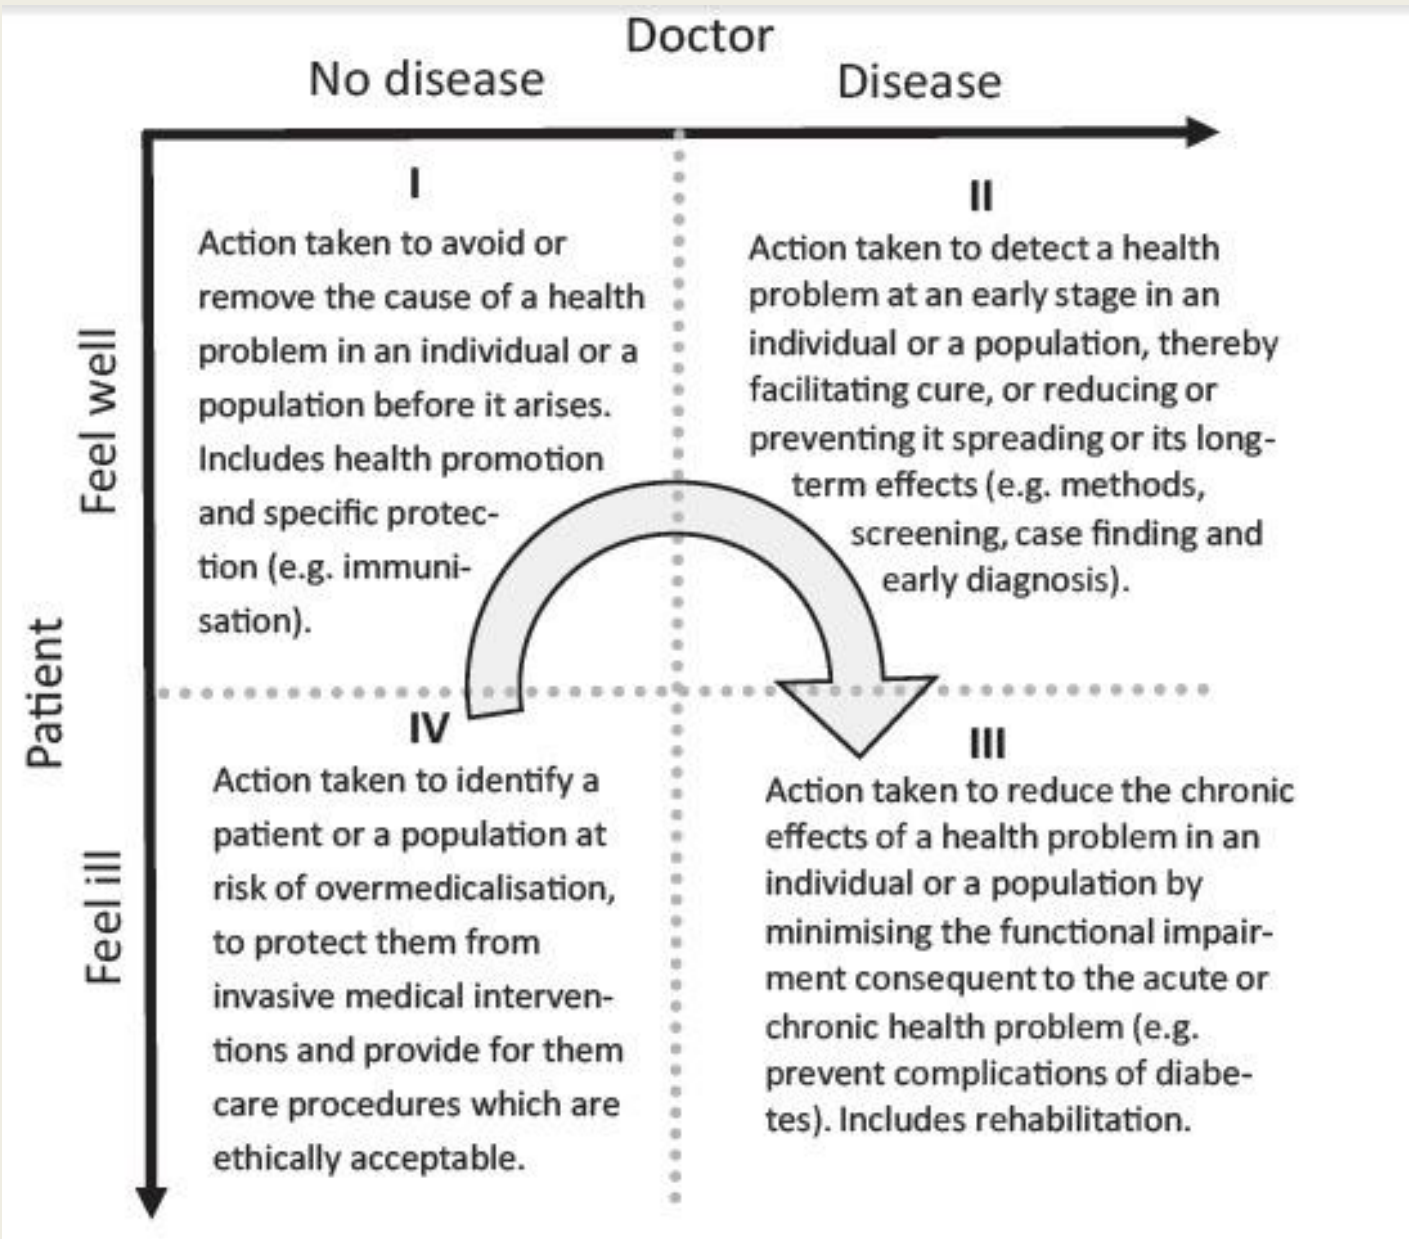 Doctor
No disease
Disease
Patient
Feel well
Feel ill
I
Action taken to avoid or
remove the cause of a health
problem in an individual or a
population before it arises.
Includes health promotion
and specific protec-
tion (e.g. immuni-
sation).
II
Action taken to detect a health
problem at an early stage in an
individual or a population, thereby
facilitating cure, or reducing or
preventing it spreading or its long-
term effects (e.g. methods,
screening, case finding and
early diagnosis).
IV
Action taken to identify a
patient or a population at
risk of overmedicalisation,
to protect them from
invasive medical interven-
tions and provide for them
care procedures which are
ethically acceptable.
III
Action taken to reduce the chronic
effects of a health problem in an
individual or a population by
minimising the functional impair-
ment consequent to the acute or
chronic health problem (e.g.
prevent complications of diabe-
tes). Includes rehabilitation.